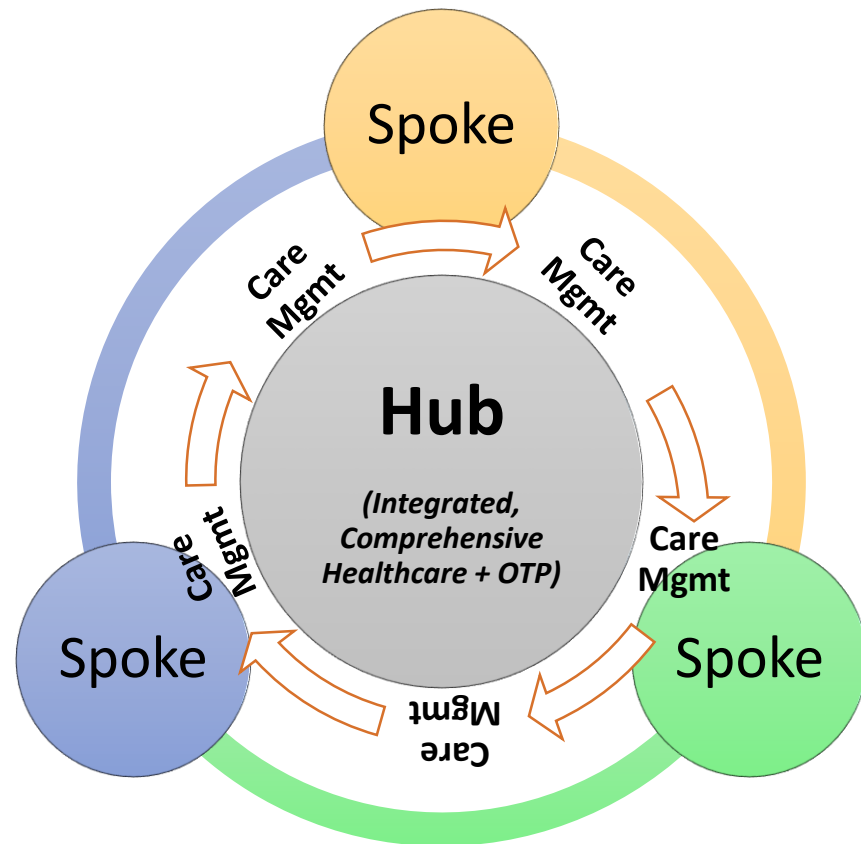 Spoke
Care
Mgmt
Care
Mgmt
Hub
(Integrated,
Comprehensive
Healthcare + OTP)
Care
Mgmt
Care
Mgmt
Spoke
Spoke
Care
Mgmt